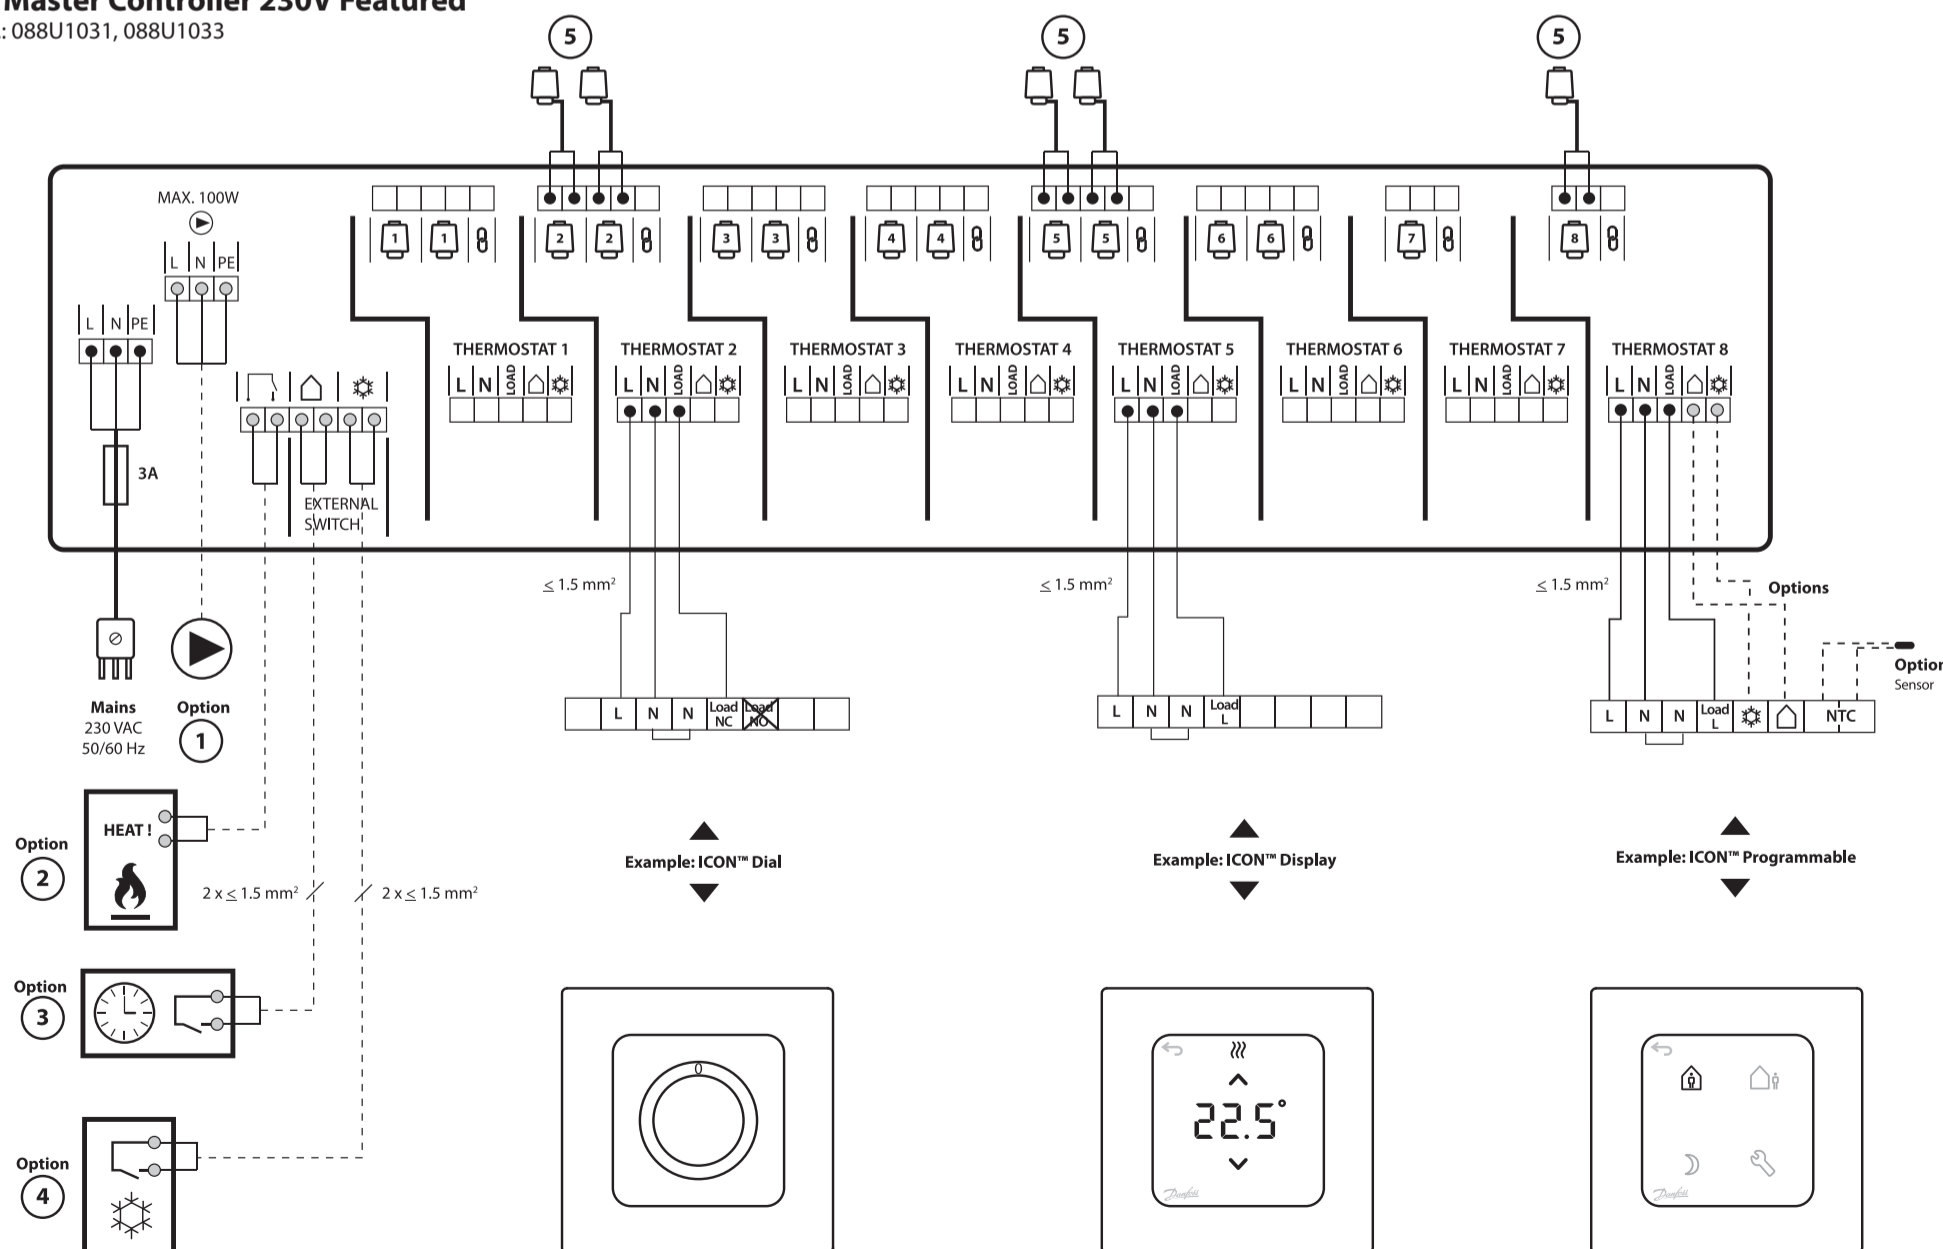 Master Controller 230V Featured
.: 088U1031, 088U1033
5 5 5
MAX. 100W
L N PE
L N PE
3A
EXTERNAL
SWITCH
1 1 2 2 3 3 4 4 5 5 6 6 7 8
THERMOSTAT 1 THERMOSTAT 2 THERMOSTAT 3 THERMOSTAT 4 THERMOSTAT 5 THERMOSTAT 6 THERMOSTAT 7 THERMOSTAT 8
L N LOAD L N LOAD L N LOAD L N LOAD L N LOAD L N LOAD L N LOAD L N LOAD
≤ 1.5 mm² ≤ 1.5 mm² ≤ 1.5 mm²
Options
Option
Sensor
Mains
230 VAC
50/60 Hz
Option
1
L N N Load NC Load NO
L N N Load L
L N N Load L NTC
HEAT !
Option
2
2 x ≤ 1.5 mm² 2 x ≤ 1.5 mm²
Example: ICON™ Dial
Example: ICON™ Display
Example: ICON™ Programmable
Option
3
Option
4
0
22.5°
Danfoss
Danfoss